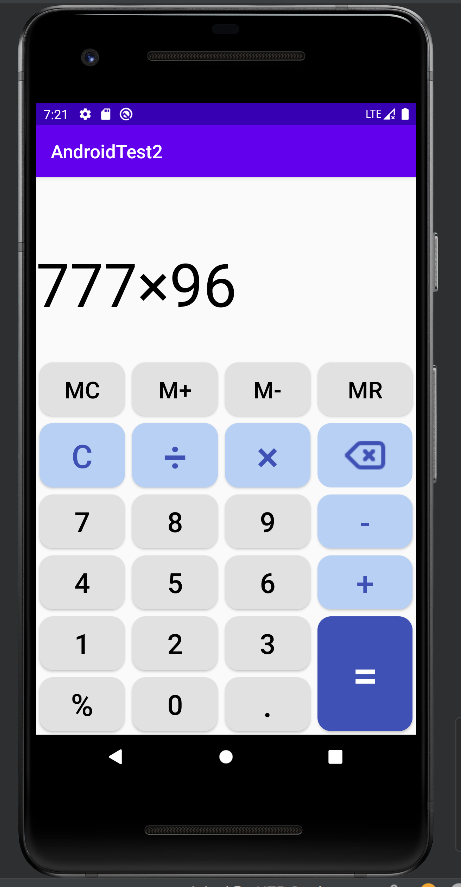 7:21 LTE
AndroidTest2
777×96
MC M+ M- MR
C ÷ ×
7 8 9 -
4 5 6 +
1 2 3
=
% 0 .